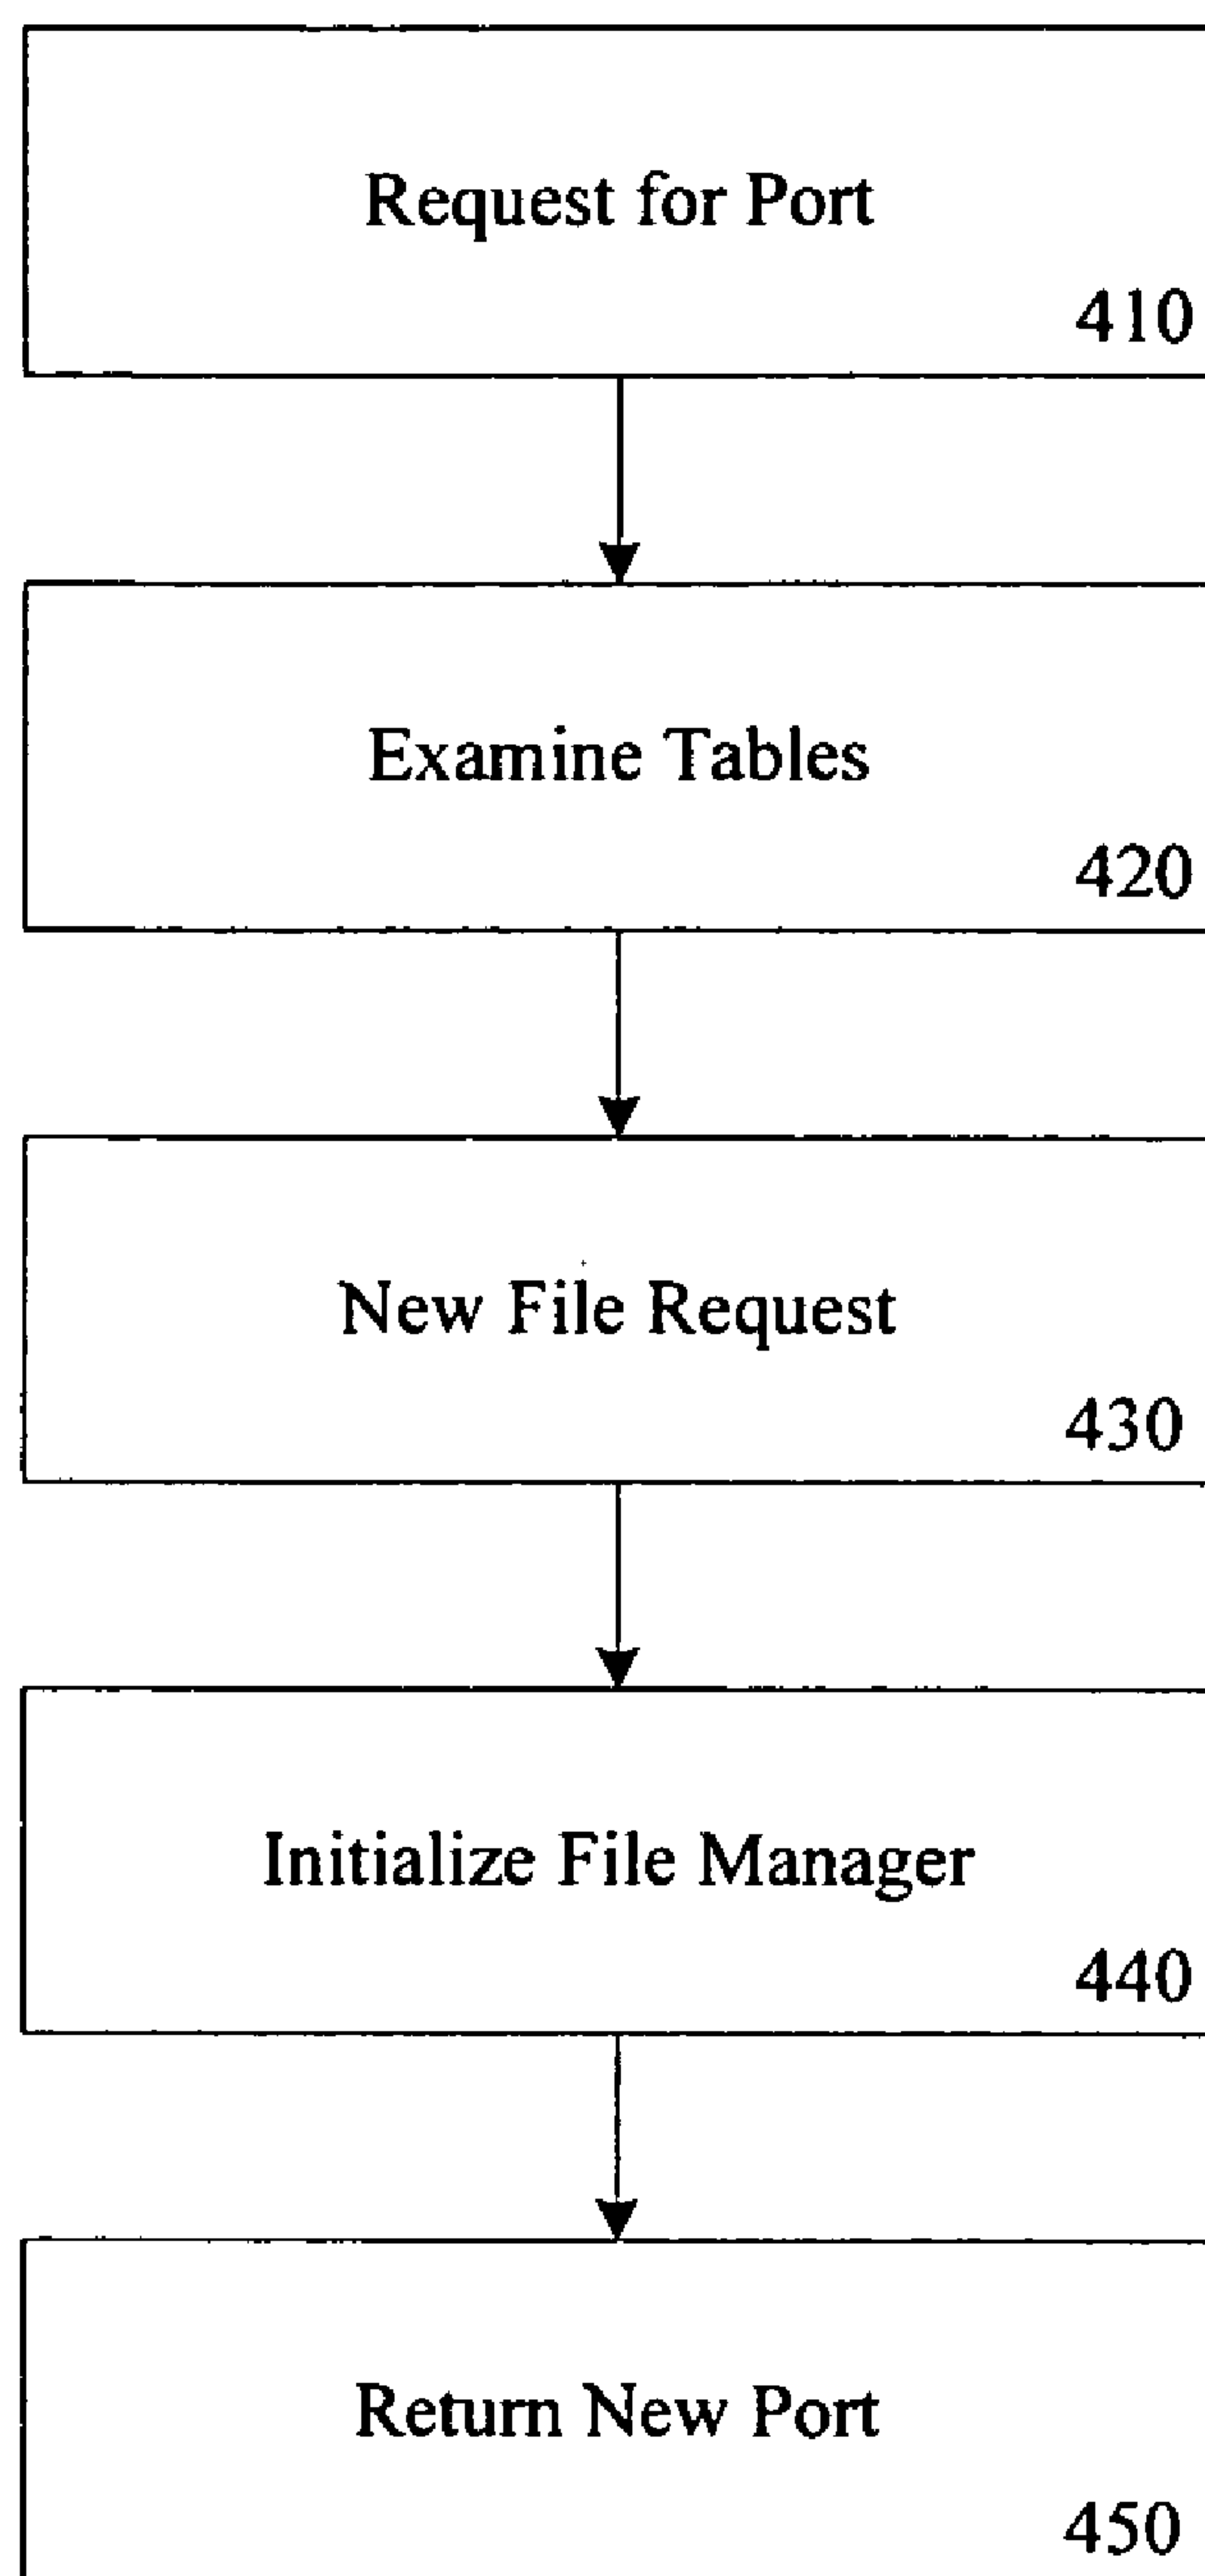 Request for Port
410
Examine Tables
420
New File Request
430
Initialize File Manager
440
Return New Port
450